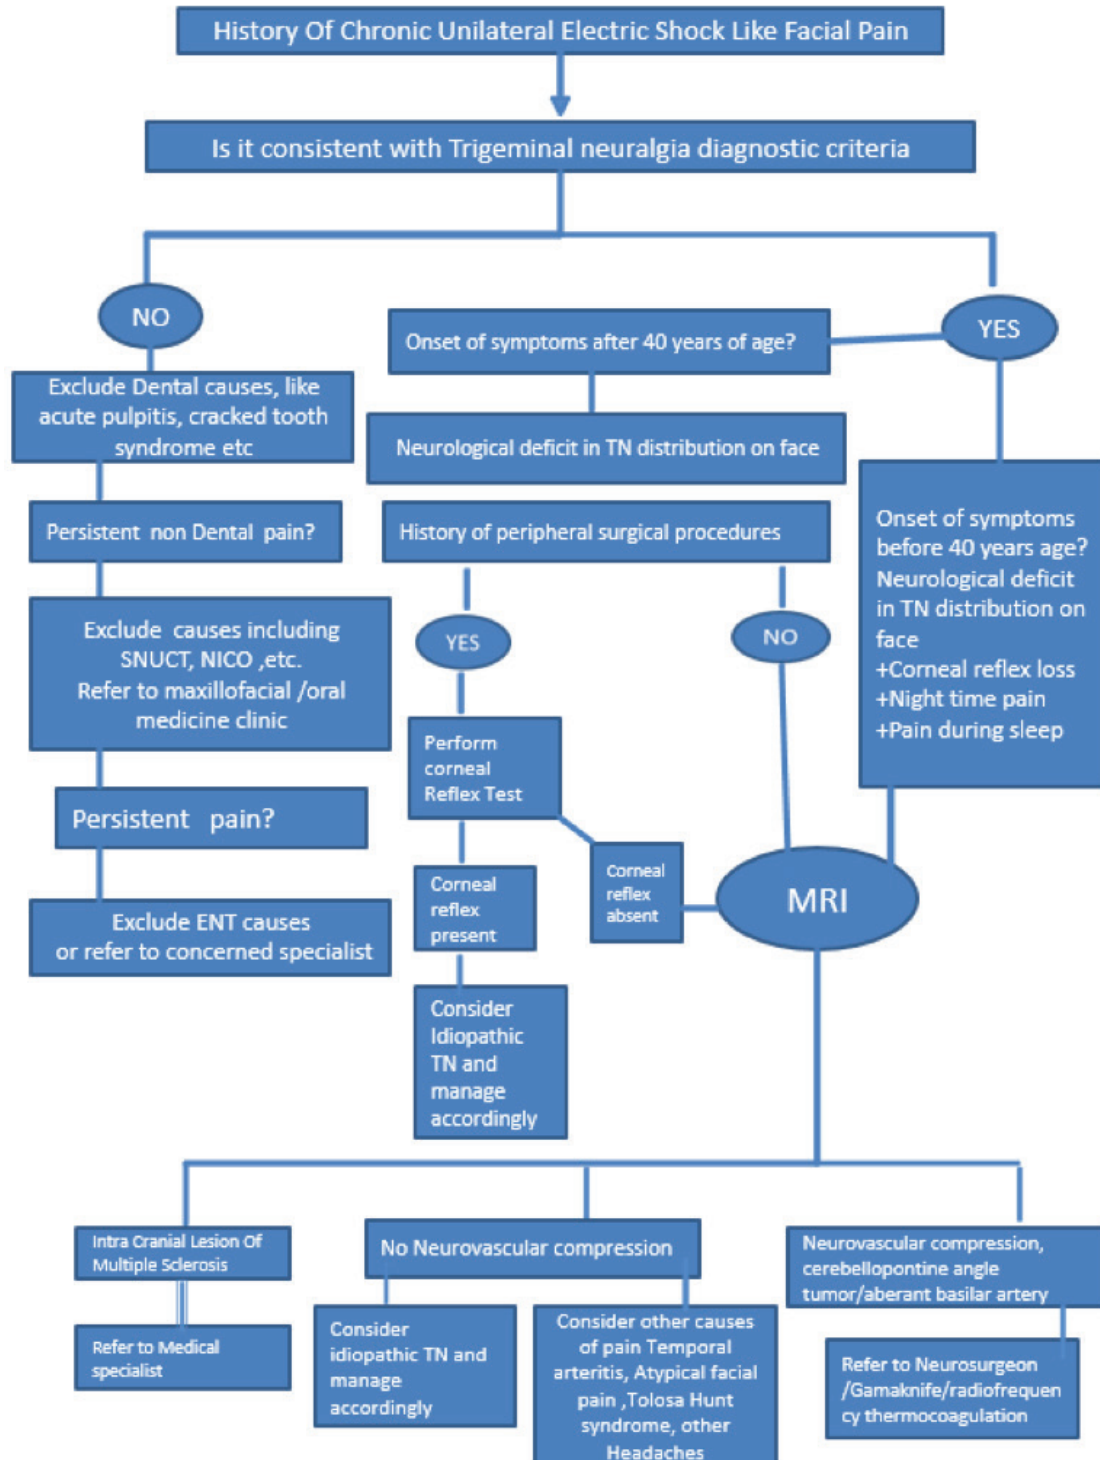 History Of Chronic Unilateral Electric Shock Like Facial Pain
Is it consistent with Trigeminal neuralgia diagnostic criteria
NO
YES
Onset of symptoms after 40 years of age?
Exclude Dental causes, like
acute pulpitis, cracked tooth
syndrome etc
Neurological deficit in TN distribution on face
Persistent non Dental pain?
History of peripheral surgical procedures
Onset of symptoms
before 40 years age?
Neurological deficit
in TN distribution on
face
+Corneal reflex loss
+Night time pain
+Pain during sleep
YES
NO
Exclude causes including
SNUCT, NICO ,etc.
Refer to maxillofacial /oral
medicine clinic
Perform
corneal
Reflex Test
Persistent pain?
Corneal
reflex
present
Corneal
reflex
absent
MRI
Exclude ENT causes
or refer to concerned specialist
Consider
Idiopathic
TN and
manage
accordingly
Intra Cranial Lesion Of
Multiple Sclerosis
No Neurovascular compression
Neurovascular compression,
cerebellopontine angle
tumor/aberant basilar artery
Refer to Medical
specialist
Consider
idiopathic TN and
manage
accordingly
Consider other causes
of pain Temporal
arteritis, Atypical facial
pain ,Tolosa Hunt
syndrome, other
Headaches
Refer to Neurosurgeon
/Gamaknife/radiofrequen
cy thermocoagulation